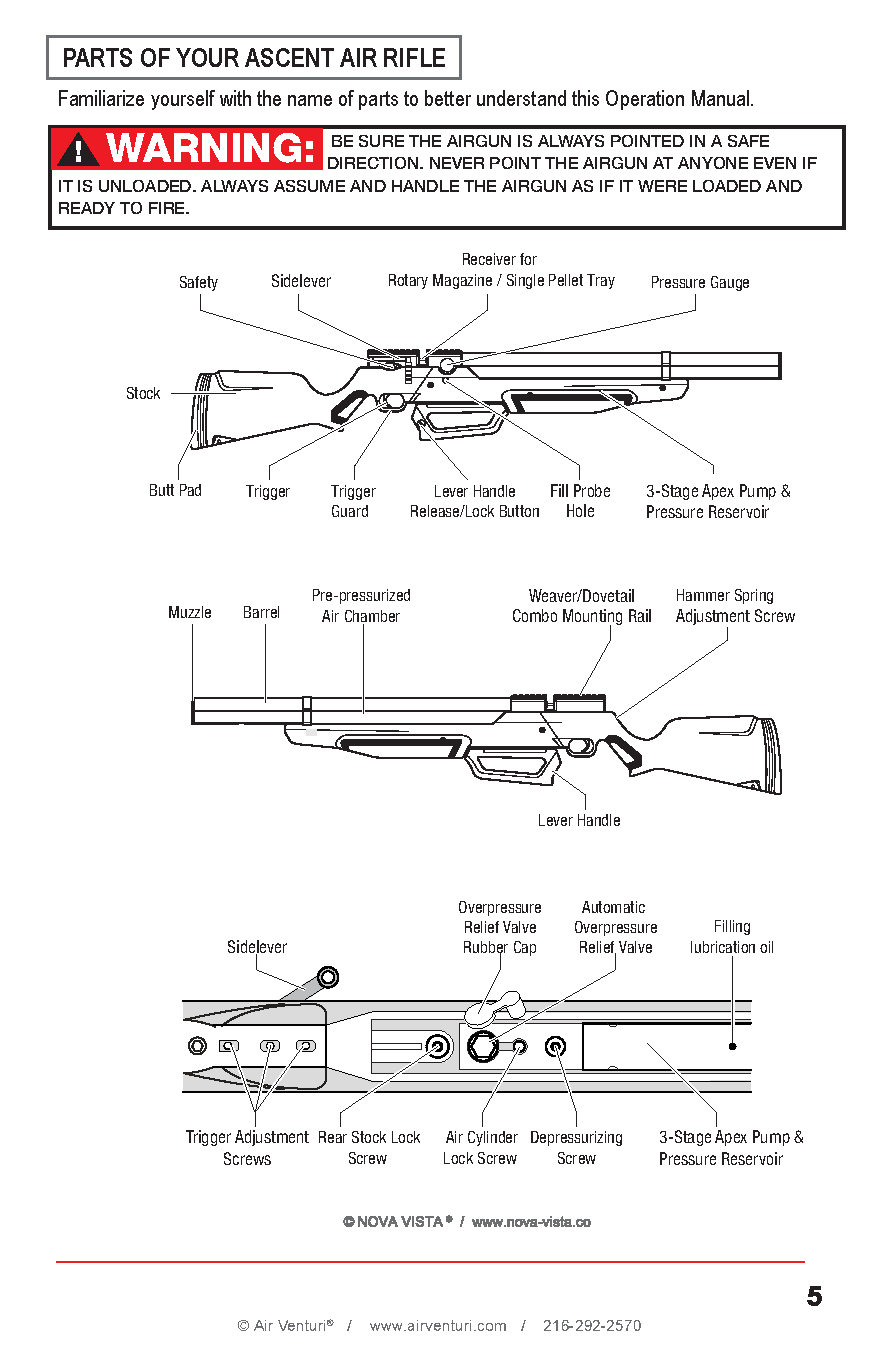 PARTS OF YOUR ASCENT AIR RIFLE
Familiarize yourself with the name of parts to better understand this Operation Manual.
! WARNING: BE SURE THE AIRGUN IS ALWAYS POINTED IN A SAFE
DIRECTION. NEVER POINT THE AIRGUN AT ANYONE EVEN IF
IT IS UNLOADED. ALWAYS ASSUME AND HANDLE THE AIRGUN AS IF IT WERE LOADED AND
READY TO FIRE.
Safety
Sidelever
Receiver for
Rotary Magazine / Single Pellet Tray
Pressure Gauge
Stock
Butt Pad
Trigger
Trigger
Guard
Lever Handle
Release/Lock Button
Fill Probe
Hole
3-Stage Apex Pump &
Pressure Reservoir
Muzzle
Barrel
Pre-pressurized
Air Chamber
Weaver/Dovetail
Combo Mounting Rail
Hammer Spring
Adjustment Screw
Lever Handle
Sidelever
Overpressure
Relief Valve
Rubber Cap
Automatic
Overpressure
Relief Valve
Filling
lubrication oil
Trigger Adjustment
Screws
Rear Stock Lock
Screw
Air Cylinder
Lock Screw
Depressurizing
Screw
3-Stage Apex Pump &
Pressure Reservoir
© NOVA VISTA® / www.nova-vista.co
5
© Air Venturi® / www.airventuri.com / 216-292-2570